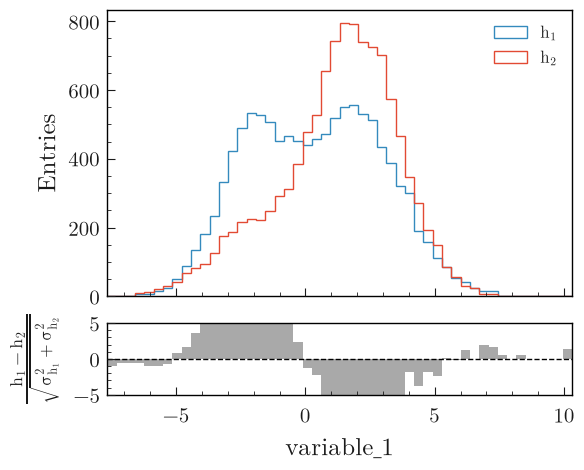 800
600
400
200
0
Entries
h₁
h₂
5
0
−5
h₁ − h₂
√σ²h₁ + σ²h₂
−5 0 5 10
variable_1